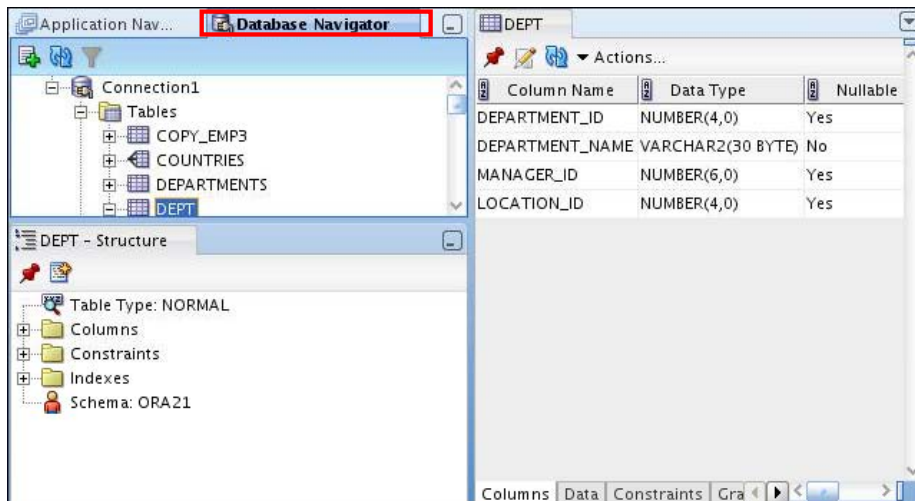 Application Nav...
Database Navigator
Connection1
Tables
COPY_EMP3
COUNTRIES
DEPARTMENTS
DEPT
DEPT - Structure
Table Type: NORMAL
Columns
Constraints
Indexes
Schema: ORA21
DEPT
Actions...
Column Name Data Type Nullable
DEPARTMENT_ID NUMBER(4,0) Yes
DEPARTMENT_NAME VARCHAR2(30 BYTE) No
MANAGER_ID NUMBER(6,0) Yes
LOCATION_ID NUMBER(4,0) Yes
Columns Data Constraints Gra